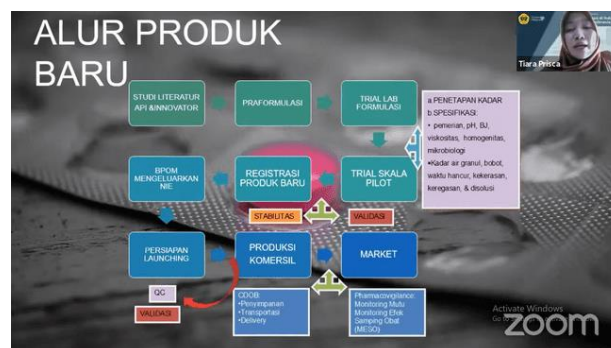 ALUR PRODUK
BARU
Tiara Prisca
STUDI LITERATUR
API &INNOVATOR
PRAFORMULASI
TRIAL LAB
FORMULASI
a.PENETAPAN KADAR
b.SPESIFIKASI:
• pemerian, pH, BJ,
viskositas, homogenitas,
mikrobiologi
•Kadar air granul, bobot,
waktu hancur, kekerasan,
keregasan, & disolusi
BPOM
MENGELUARKAN
NIE
REGISTRASI
PRODUK BARU
TRIAL SKALA
PILOT
STABILITAS
VALIDASI
PERSIAPAN
LAUNCHING
PRODUKSI
KOMERSIL
MARKET
QC
VALIDASI
CDOB:
•Penyimpanan
•Transportasi
•Delivery
Pharmacovigilance:
Monitoring Mutu
Monitoring Efek
Samping Obat
(MESO)
Activate Windows
Go to
zoom